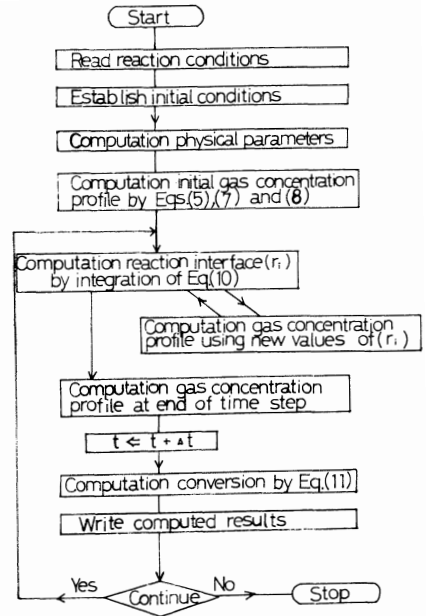 Start
Read reaction conditions
Establish initial conditions
Computation physical parameters
Computation initial gas concentration
profile by Eqs.(5),(7) and (8)
Computation reaction interface (ri)
by integration of Eq.(10)
Computation gas concentration
profile using new values of (ri)
Computation gas concentration
profile at end of time step
t ⇐ t + Δt
Computation conversion by Eq.(11)
Write computed results
Yes
Continue
No
Stop